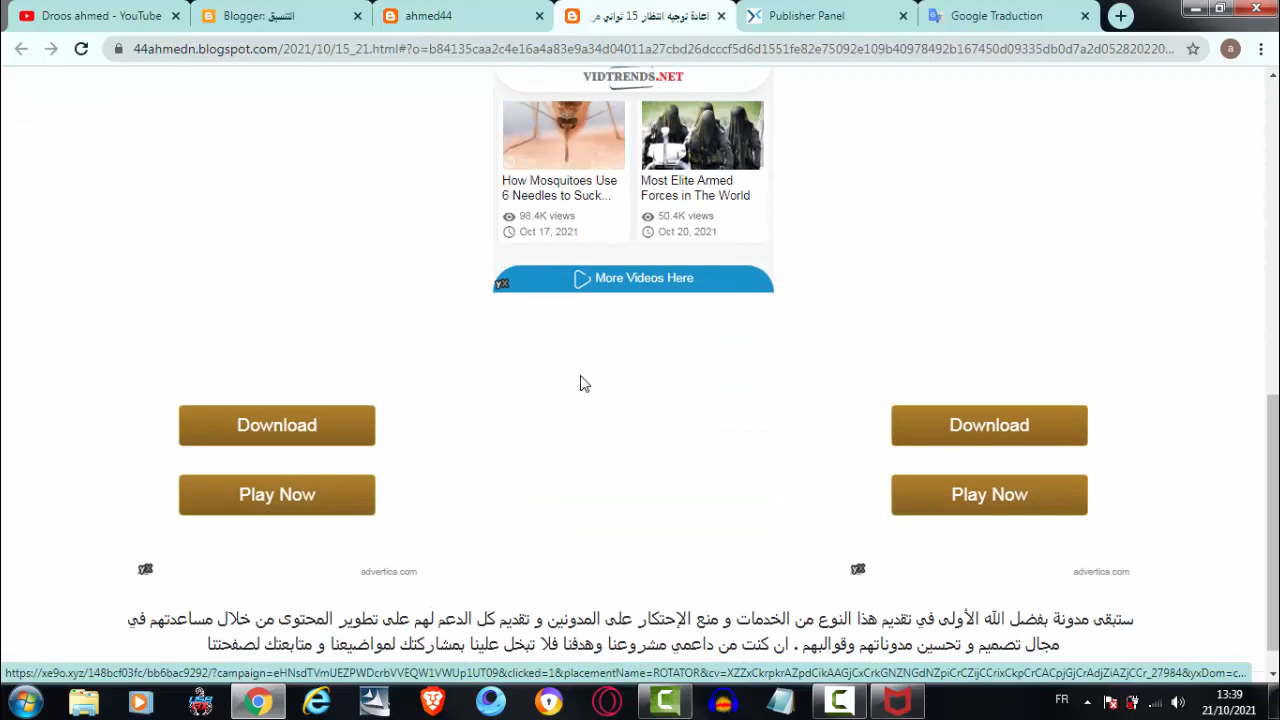 Droos ahmed - YouTube
Blogger: التنسيق
ahmed44
اعادة توجيه انتظار 15 ثواني
Publisher Panel
Google Traduction
44ahmedn.blogspot.com/2021/10/15_21.html#?o=b84135caa2c4e16a4a83e9a34d04011a27cbd26dcccf5d6d1551fe82e75092e109b40978492b167450d09335db0d7a2d052820220...
a
VIDTRENDS.NET
How Mosquitoes Use
6 Needles to Suck...
98.4K views
Oct 17, 2021
Most Elite Armed
Forces in The World
50.4K views
Oct 20, 2021
More Videos Here
yX
Download
Play Now
yX
advertica.com
Download
Play Now
yX
advertica.com
ستبقى مدونة بفضل الله الأولى في تقديم هذا النوع من الخدمات و منع الإحتكار على المدونين و تقديم كل الدعم لهم على تطوير المحتوى من خلال مساعدتهم في
مجال تصميم و تحسين مدوناتهم وقوالبهم . ان كنت من داعمي مشروعنا وهدفنا فلا تبخل علينا بمشاركتك لمواضيعنا و متابعتك لصفحتنا
https://xe9o.xyz/148bcf03fc/bb6bac9292/?campaign=eHNsdTVmUEZPWDcrbVVEQW1VWUp1UT09&clicked=1&placementName=ROTATOR&cv=XZZxCkrpkrAZpdCikAAGjCxCrkGNZNGdNZpiCrCZijCCrixCkpCrCACpjGjCrAdjZiAZjCCr_27984&yxDom=c...
FR
13:39
21/10/2021